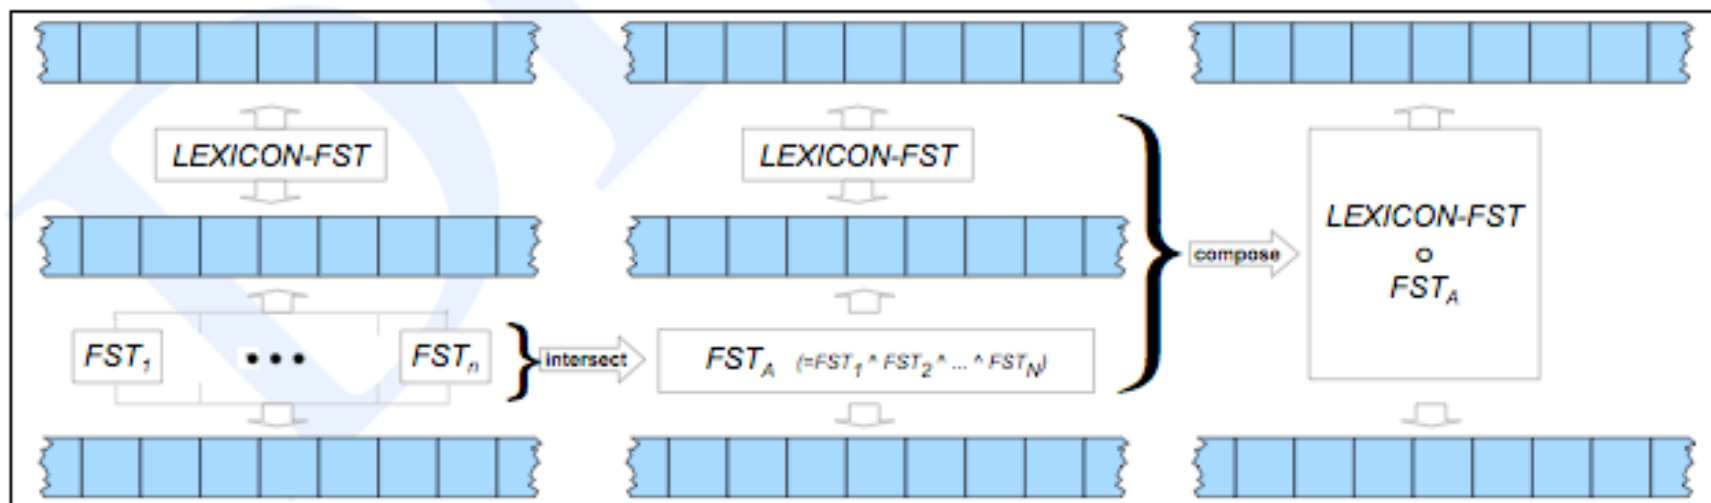 LEXICON-FST
FST1 ••• FSTn
intersect
LEXICON-FST
FSTA (=FST1 ^ FST2 ^ ... ^ FSTN)
compose
LEXICON-FST
o
FSTA